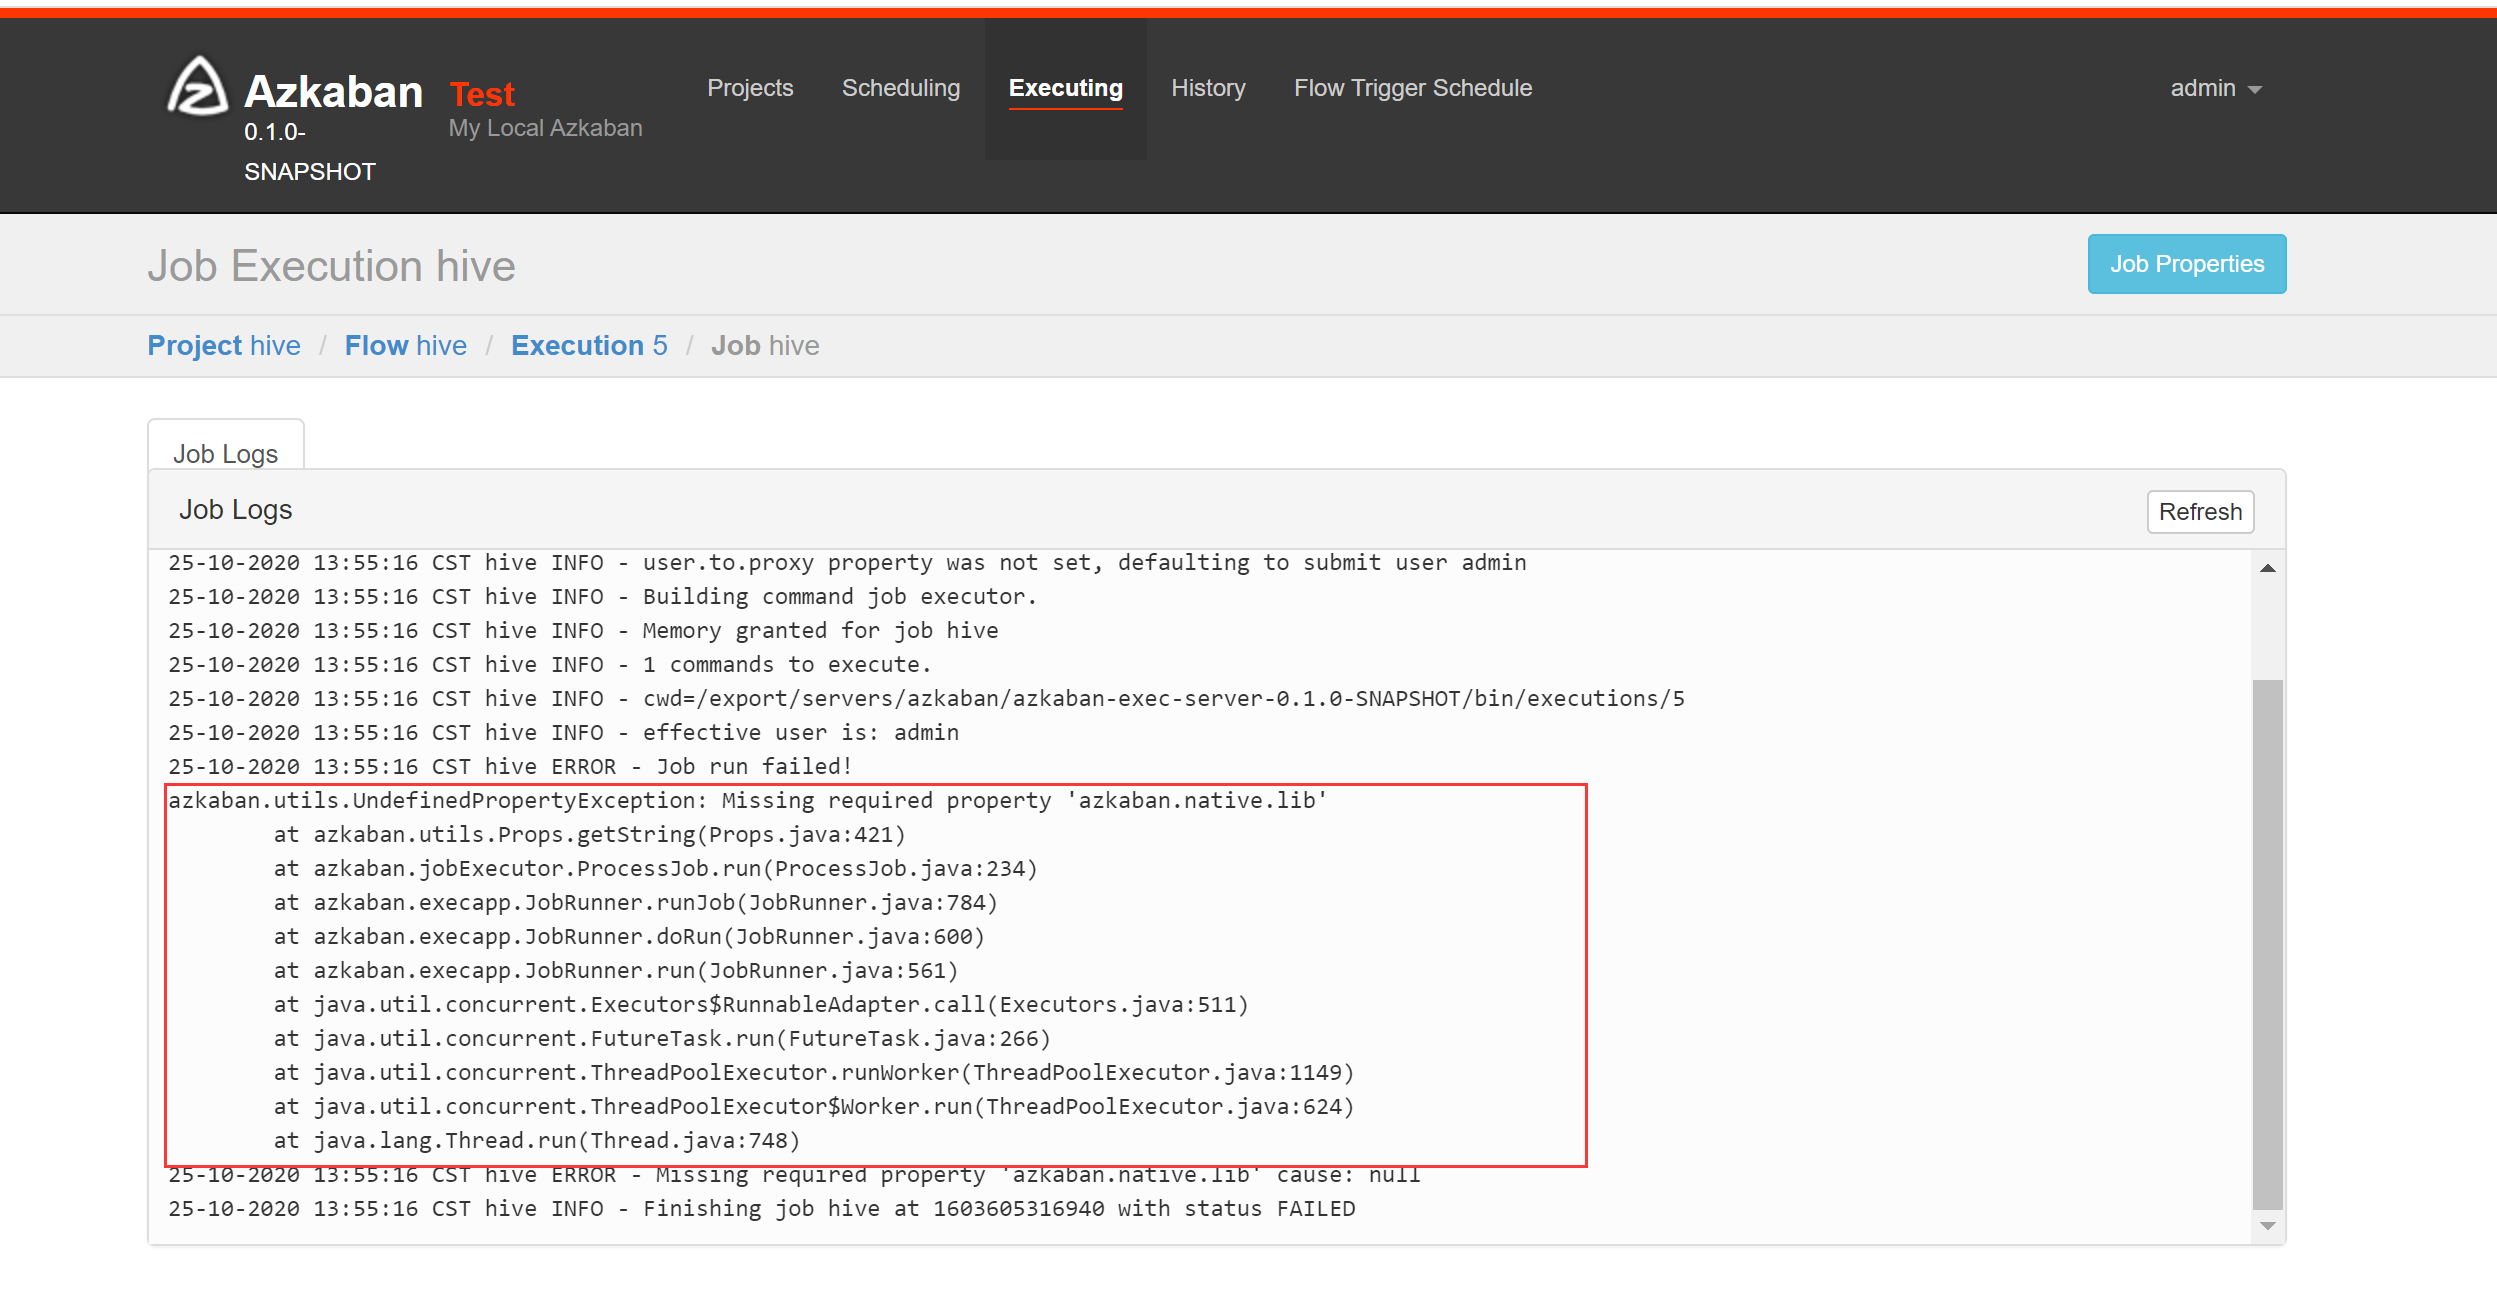 Azkaban
0.1.0-
SNAPSHOT
Test
My Local Azkaban
Projects
Scheduling
Executing
History
Flow Trigger Schedule
admin
Job Execution hive
Job Properties
Project hive / Flow hive / Execution 5 / Job hive
Job Logs
Job Logs
Refresh
25-10-2020 13:55:16 CST hive INFO - user.to.proxy property was not set, defaulting to submit user admin
25-10-2020 13:55:16 CST hive INFO - Building command job executor.
25-10-2020 13:55:16 CST hive INFO - Memory granted for job hive
25-10-2020 13:55:16 CST hive INFO - 1 commands to execute.
25-10-2020 13:55:16 CST hive INFO - cwd=/export/servers/azkaban/azkaban-exec-server-0.1.0-SNAPSHOT/bin/executions/5
25-10-2020 13:55:16 CST hive INFO - effective user is: admin
25-10-2020 13:55:16 CST hive ERROR - Job run failed!
azkaban.utils.UndefinedPropertyException: Missing required property 'azkaban.native.lib'
at azkaban.utils.Props.getString(Props.java:421)
at azkaban.jobExecutor.ProcessJob.run(ProcessJob.java:234)
at azkaban.execapp.JobRunner.runJob(JobRunner.java:784)
at azkaban.execapp.JobRunner.doRun(JobRunner.java:600)
at azkaban.execapp.JobRunner.run(JobRunner.java:561)
at java.util.concurrent.Executors$RunnableAdapter.call(Executors.java:511)
at java.util.concurrent.FutureTask.run(FutureTask.java:266)
at java.util.concurrent.ThreadPoolExecutor.runWorker(ThreadPoolExecutor.java:1149)
at java.util.concurrent.ThreadPoolExecutor$Worker.run(ThreadPoolExecutor.java:624)
at java.lang.Thread.run(Thread.java:748)
25-10-2020 13:55:16 CST hive ERROR - Missing required property 'azkaban.native.lib' cause: null
25-10-2020 13:55:16 CST hive INFO - Finishing job hive at 1603605316940 with status FAILED